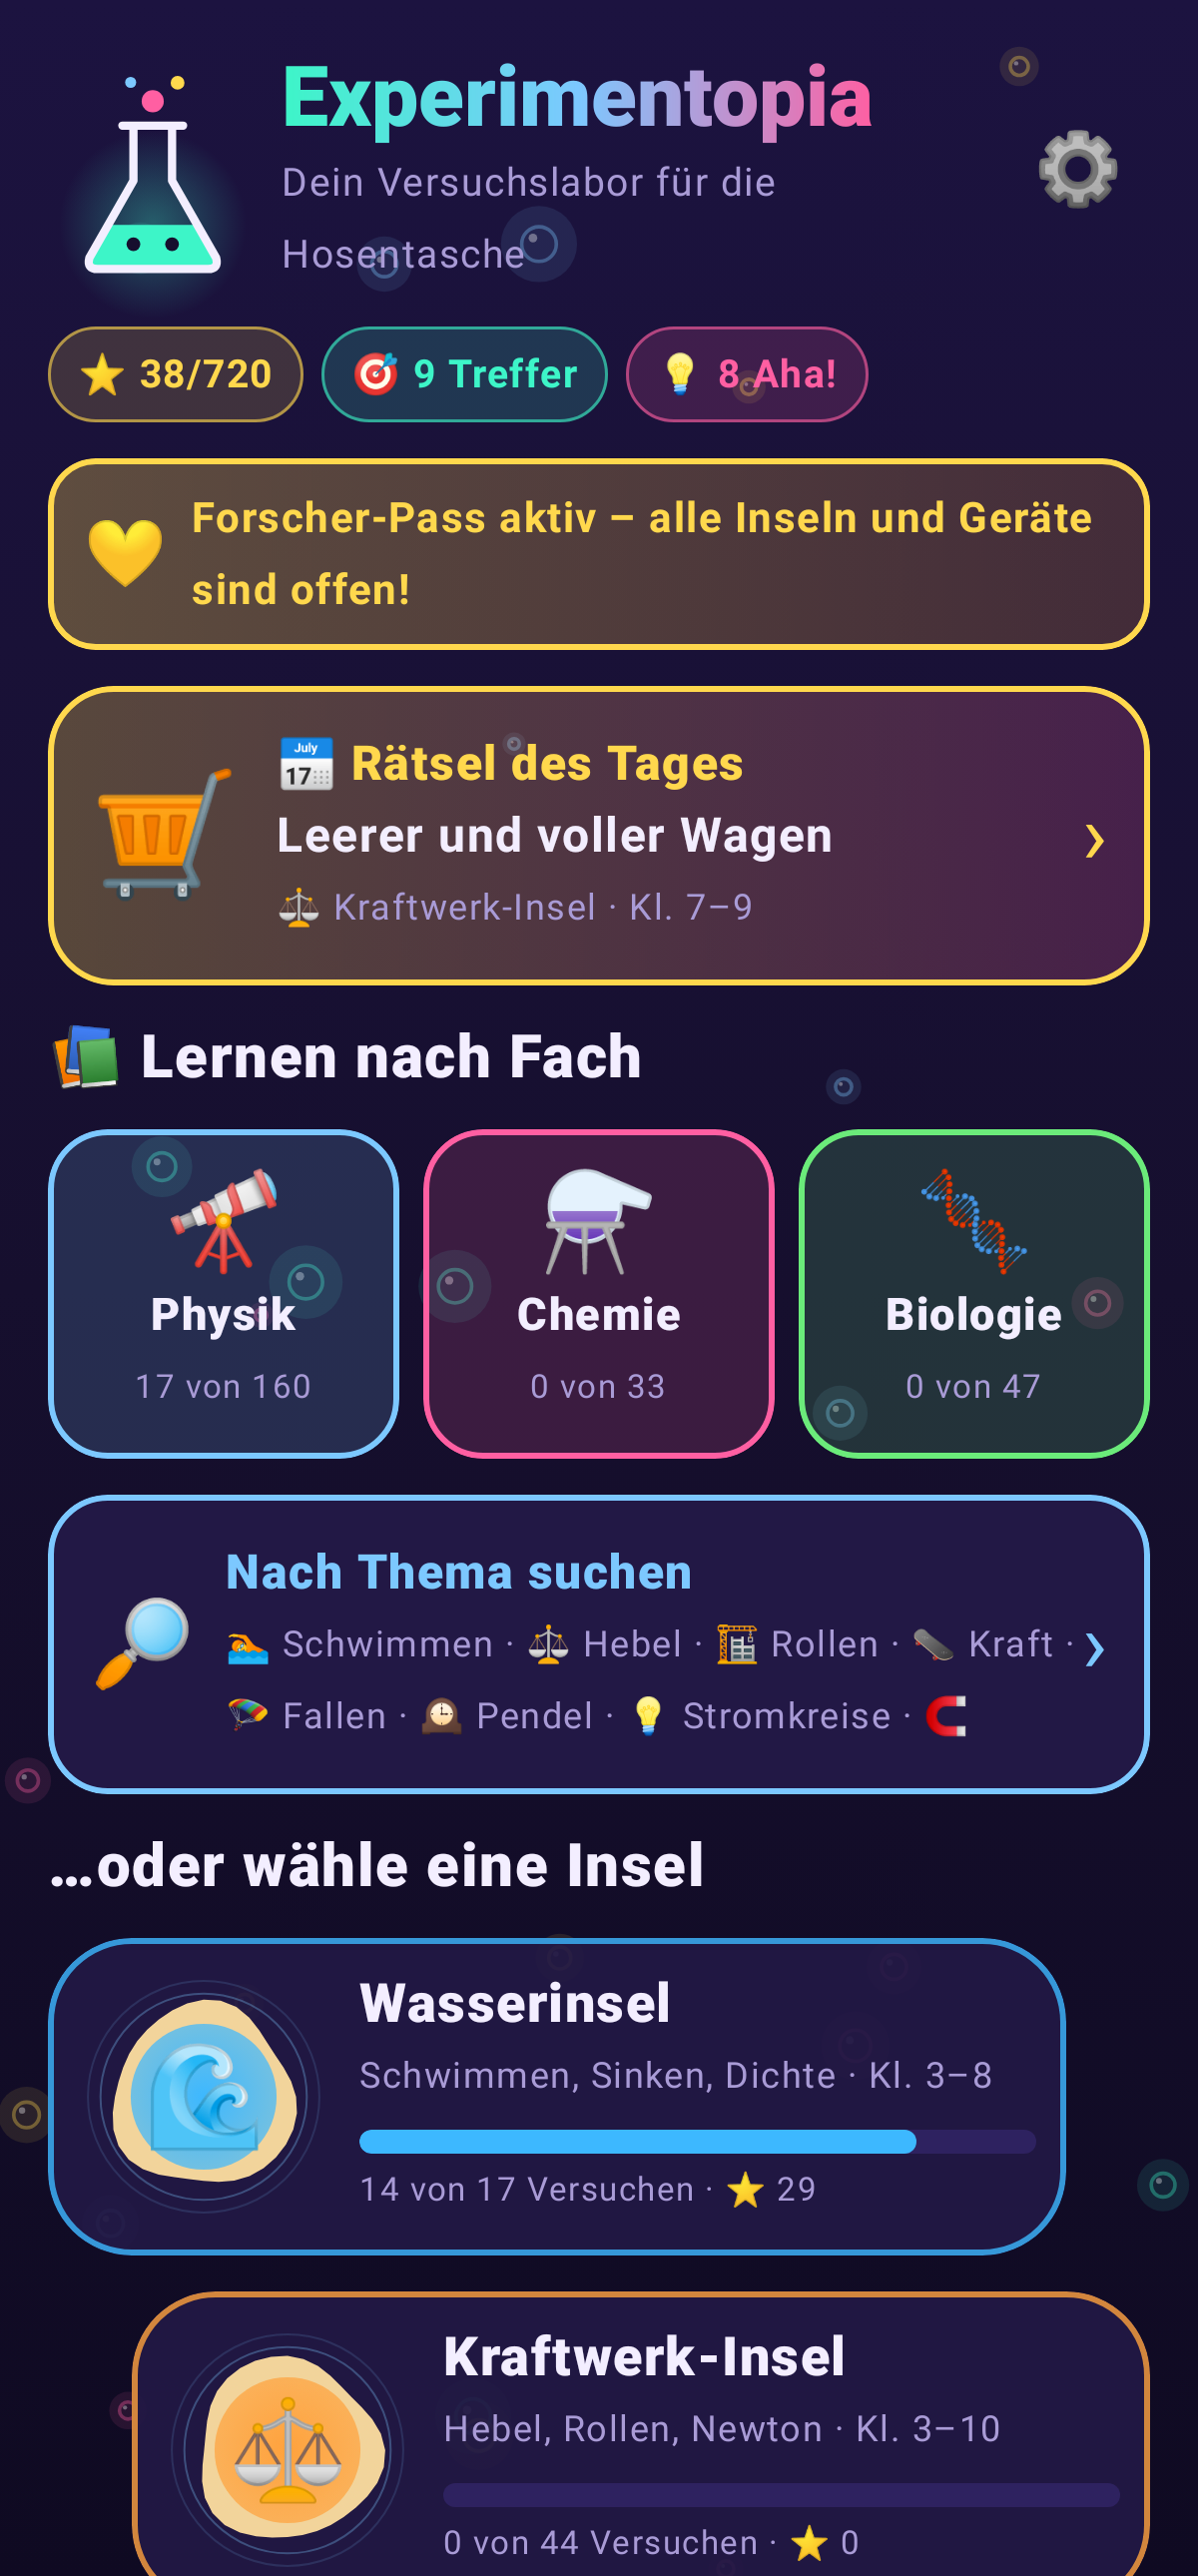 Experimentopia
Dein Versuchslabor für die
Hosentasche
⭐ 38/720
🎯 9 Treffer
💡 8 Aha!
Forscher-Pass aktiv – alle Inseln und Geräte
sind offen!
July 17 Rätsel des Tages
Leerer und voller Wagen
⚖️ Kraftwerk-Insel · Kl. 7–9
›
📚 Lernen nach Fach
Physik
17 von 160
Chemie
0 von 33
Biologie
0 von 47
Nach Thema suchen
🏊 Schwimmen · ⚖️ Hebel · 🏗️ Rollen · 🛹 Kraft ·
🪂 Fallen · 🕰️ Pendel · 💡 Stromkreise · 🧲
›
…oder wähle eine Insel
Wasserinsel
Schwimmen, Sinken, Dichte · Kl. 3–8
14 von 17 Versuchen · ⭐ 29
Kraftwerk-Insel
Hebel, Rollen, Newton · Kl. 3–10
0 von 44 Versuchen · ⭐ 0